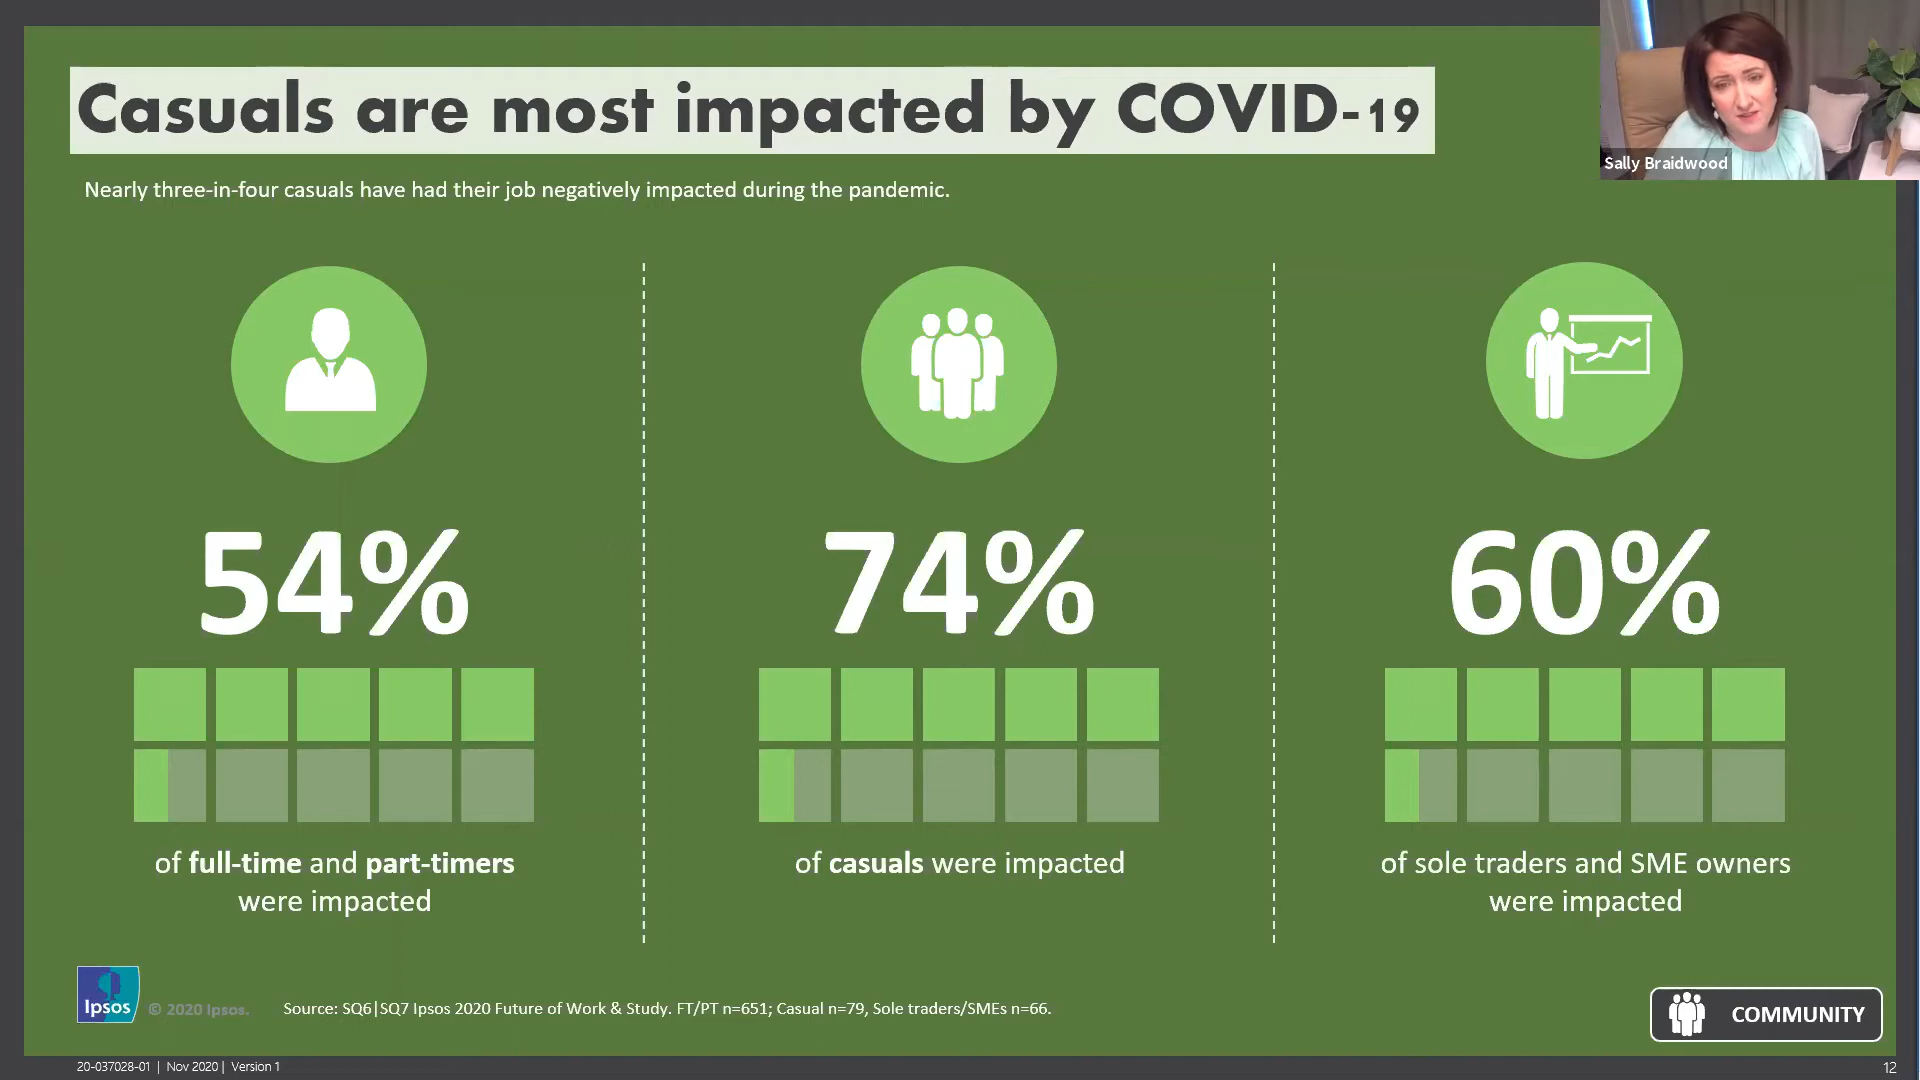 Casuals are most impacted by COVID-19
Sally Braidwood
Nearly three-in-four casuals have had their job negatively impacted during the pandemic.
54%
of full-time and part-timers
were impacted
74%
of casuals were impacted
60%
of sole traders and SME owners
were impacted
Ipsos
© 2020 Ipsos.
Source: SQ6|SQ7 Ipsos 2020 Future of Work & Study. FT/PT n=651; Casual n=79, Sole traders/SMEs n=66.
COMMUNITY
20-037028-01 | Nov 2020 | Version 1
12